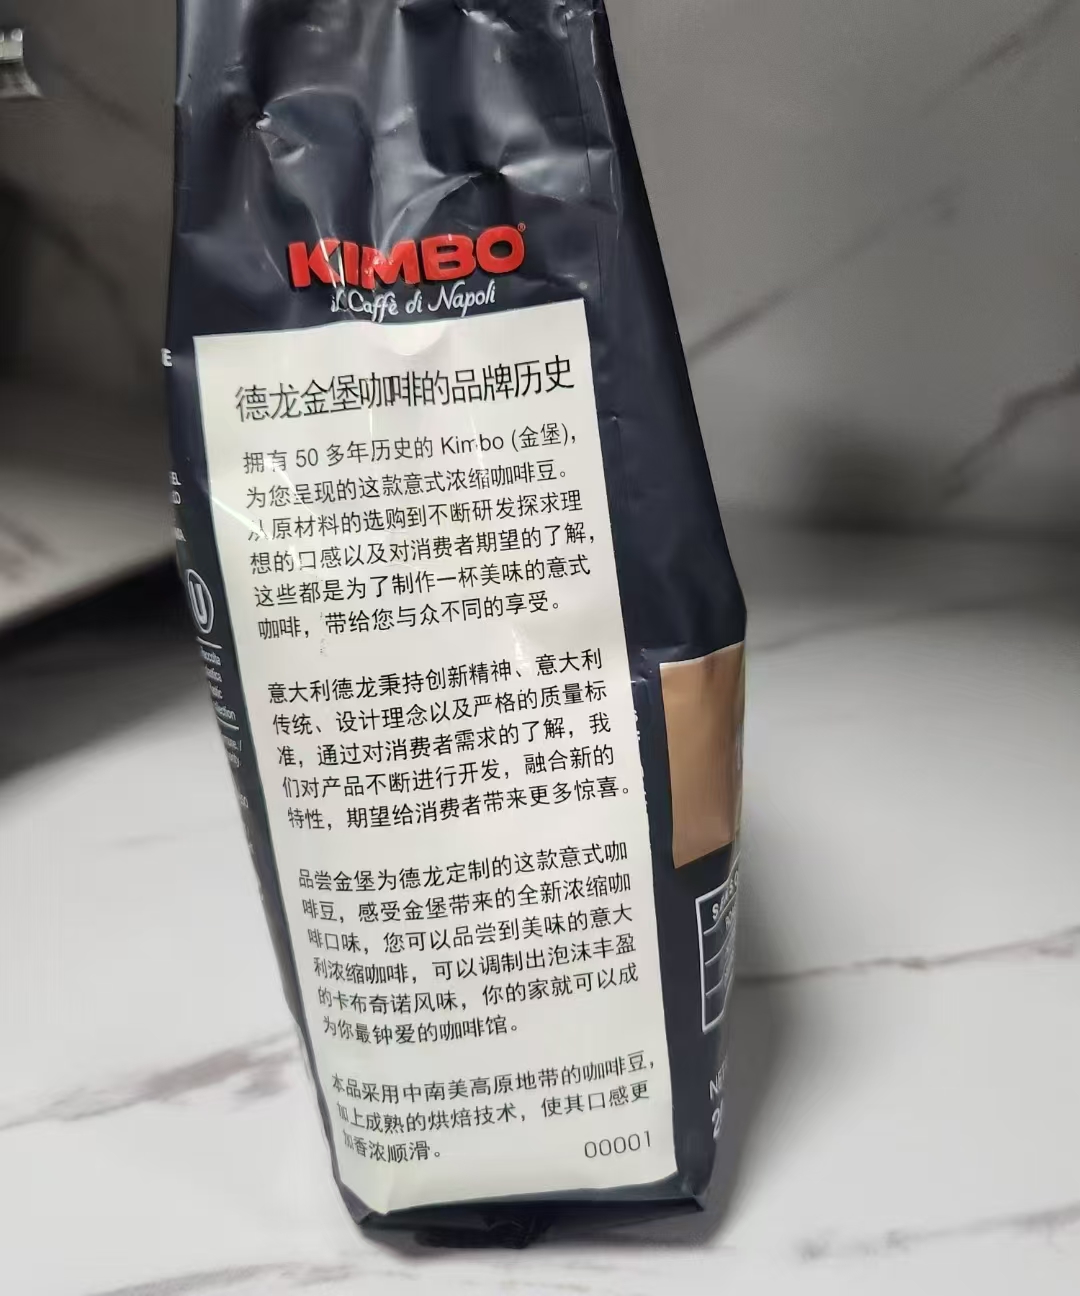 KIMBO®
il Caffè di Napoli
德龙金堡咖啡的品牌历史
拥有 50 多年历史的 Kimbo (金堡),
为您呈现的这款意式浓缩咖啡豆。
从原材料的选购到不断研发探求理
想的口感以及对消费者期望的了解,
这些都是为了制作一杯美味的意式
咖啡, 带给您与众不同的享受。
意大利德龙秉持创新精神、意大利
传统、设计理念以及严格的质量标
准, 通过对消费者需求的了解, 我
们对产品不断进行开发, 融合新的
特性, 期望给消费者带来更多惊喜。
品尝金堡为德龙定制的这款意式咖
啡豆, 感受金堡带来的全新浓缩咖
啡口味, 您可以品尝到美味的意大
利浓缩咖啡, 可以调制出泡沫丰盈
的卡布奇诺风味, 你的家就可以成
为你最钟爱的咖啡馆。
本品采用中南美高原地带的咖啡豆,
加上成熟的烘焙技术, 使其口感更
加香浓顺滑。
00001
U